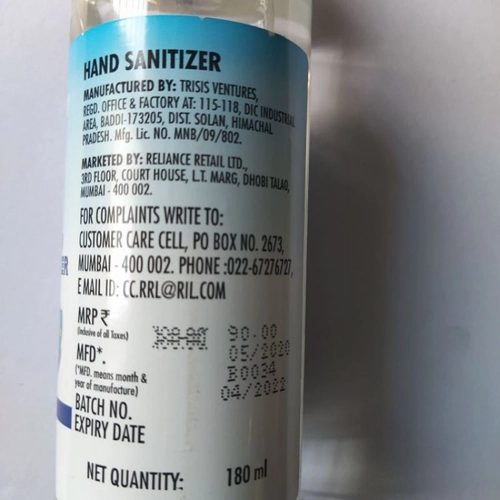 HAND SANITIZER
MANUFACTURED BY: TRISIS VENTURES,
REGD. OFFICE & FACTORY AT: 115-118, DIC INDUSTRIAL
AREA, BADDI-173205, DIST. SOLAN, HIMACHAL
PRADESH. Mfg. Lic. NO. MNB/09/802.
MARKETED BY: RELIANCE RETAIL LTD.,
3RD FLOOR, COURT HOUSE, L.T. MARG, DHOBI TALAO,
MUMBAI - 400 002.
FOR COMPLAINTS WRITE TO:
CUSTOMER CARE CELL, PO BOX NO. 2673,
MUMBAI - 400 002. PHONE :022-67276727,
E MAIL ID: CC.RRL@RIL.COM
MRP ₹ 90.00
(Inclusive of all Taxes)
05/2020
MFD*.
B0034
(*MFD. means month &
year of manufacture)
04/2022
BATCH NO.
EXPIRY DATE
NET QUANTITY: 180 ml